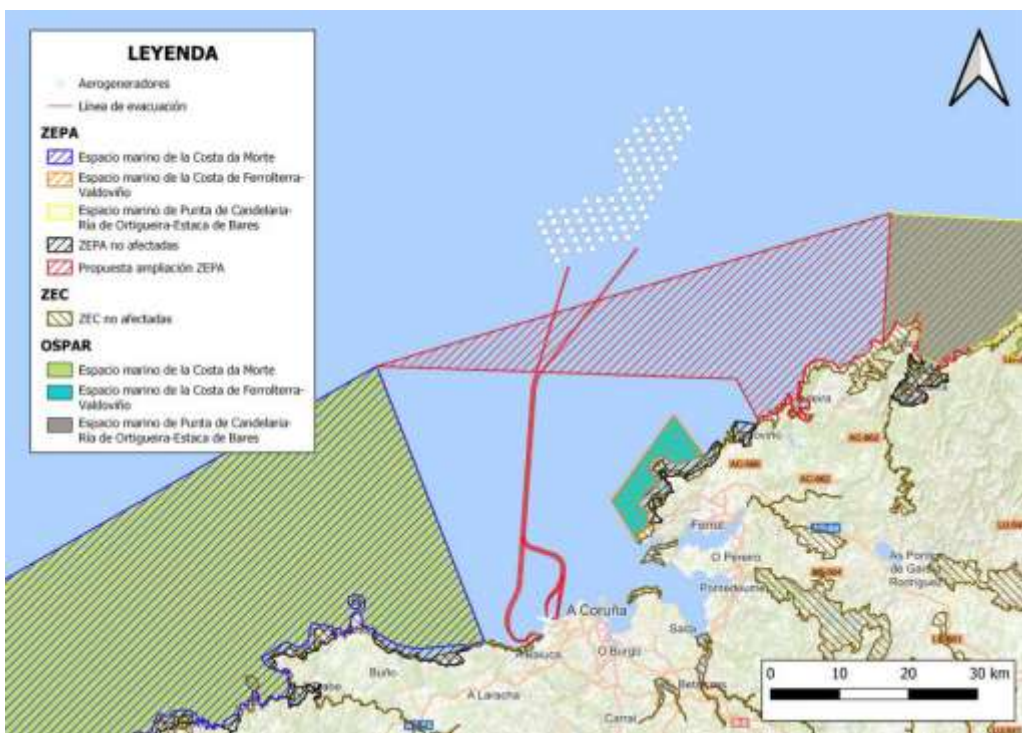 LEYENDA
Aerogeneradores
Línea de evacuación
ZEPA
Espacio marino de la Costa da Morte
Espacio marino de la Costa de Ferrolterra-
Valdoviño
Espacio marino de Punta de Candelaria-
Ría de Ortigueira-Estaca de Bares
ZEPA no afectadas
Propuesta ampliación ZEPA
ZEC
ZEC no afectadas
OSPAR
Espacio marino de la Costa da Morte
Espacio marino de la Costa de Ferrolterra-
Valdoviño
Espacio marino de Punta de Candelaria-
Ría de Ortigueira-Estaca de Bares
AC-862
Ferrol
O Pereiro
As Pontes
de García
Rodríguez
Pontedeume
A Coruña
Sada
O Burgo
Buño
A Laracha
Betanzos
Carral
0 10 20 30 km